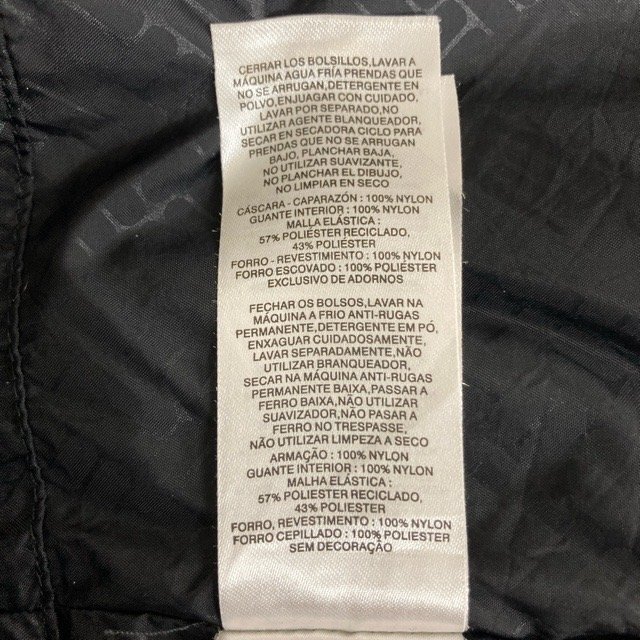 CERRAR LOS BOLSILLOS,LAVAR A
MÁQUINA AGUA FRÍA PRENDAS QUE
NO SE ARRUGAN,DETERGENTE EN
POLVO,ENJUAGAR CON CUIDADO,
LAVAR POR SEPARADO,NO
UTILIZAR AGENTE BLANQUEADOR,
SECAR EN SECADORA CICLO PARA
PRENDAS QUE NO SE ARRUGAN
BAJO, PLANCHAR BAJA,
NO UTILIZAR SUAVIZANTE,
NO PLANCHAR EL DIBUJO,
NO LIMPIAR EN SECO
CÁSCARA - CAPARAZÓN : 100% NYLON
GUANTE INTERIOR : 100% NYLON
MALLA ELÁSTICA :
57% POLIÉSTER RECICLADO,
43% POLIÉSTER
FORRO - REVESTIMIENTO : 100% NYLON
FORRO ESCOVADO : 100% POLIÉSTER
EXCLUSIVO DE ADORNOS
FECHAR OS BOLSOS,LAVAR NA
MÁQUINA A FRIO ANTI-RUGAS
PERMANENTE,DETERGENTE EM PÓ,
ENXAGUAR CUIDADOSAMENTE,
LAVAR SEPARADAMENTE,NÃO
UTILIZAR BRANQUEADOR,
SECAR NA MÁQUINA ANTI-RUGAS
PERMANENTE BAIXA,PASSAR A
FERRO BAIXO,NÃO UTILIZAR
SUAVIZADOR,NÃO PASAR A
FERRO NO TRESPASSE,
NÃO UTILIZAR LIMPEZA A SECO
ARMAÇÃO : 100% NYLON
GUANTE INTERIOR : 100% NYLON
MALHA ELÁSTICA :
57% POLIESTER RECICLADO,
43% POLIESTER
FORRO, REVESTIMENTO : 100% NYLON
FORRO CEPILLADO : 100% POLIESTER
SEM DECORAÇÃO